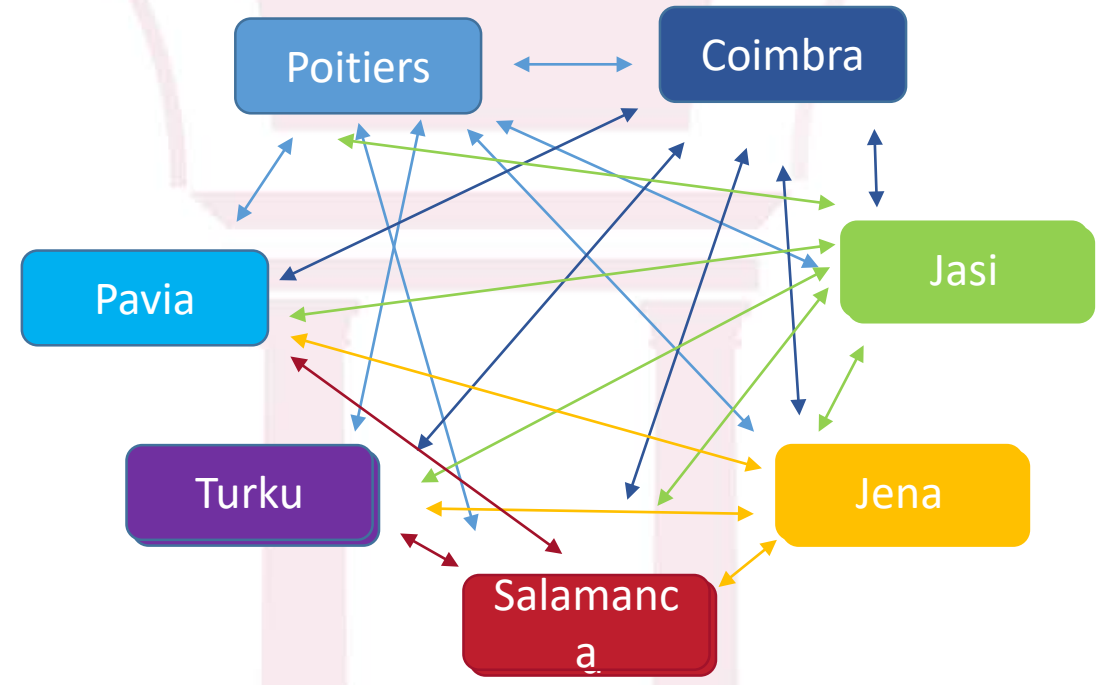 Poitiers
Coimbra
Jasi
Pavia
Turku
Jena
Salamanc
a